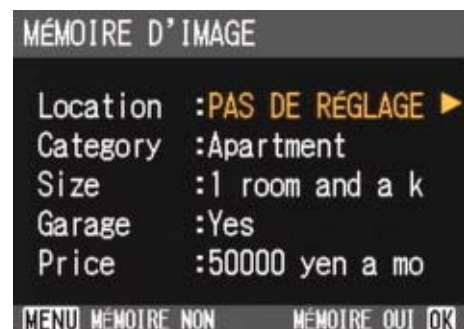 MÉMOIRE D'IMAGE
Location :PAS DE RÉGLAGE ►
Category :Apartment
Size :1 room and a k
Garage :Yes
Price :50000 yen a mo
MENU MÉMOIRE NON MÉMOIRE OUI OK